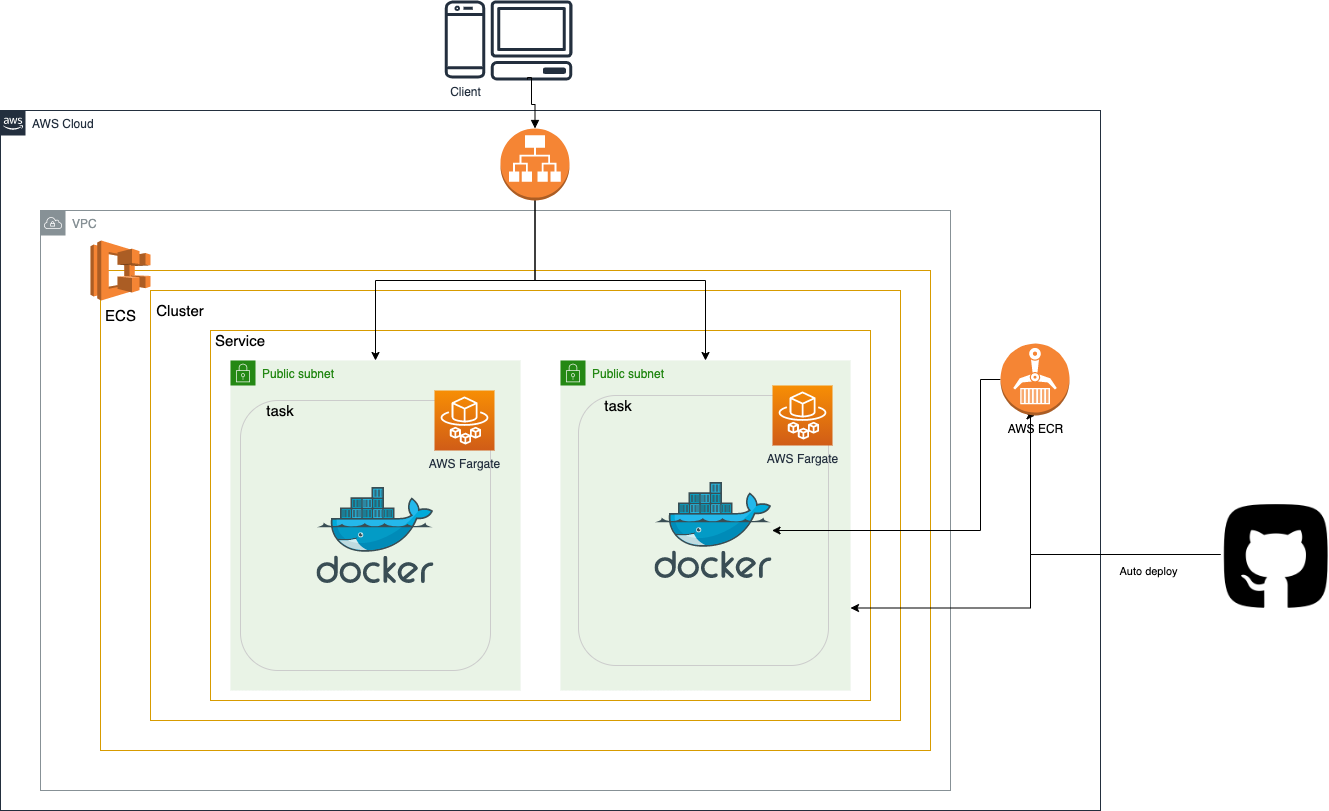 Client
aws
AWS Cloud
VPC
ECS
Cluster
Service
Public subnet
Public subnet
task
task
AWS Fargate
AWS Fargate
AWS ECR
docker
docker
Auto deploy